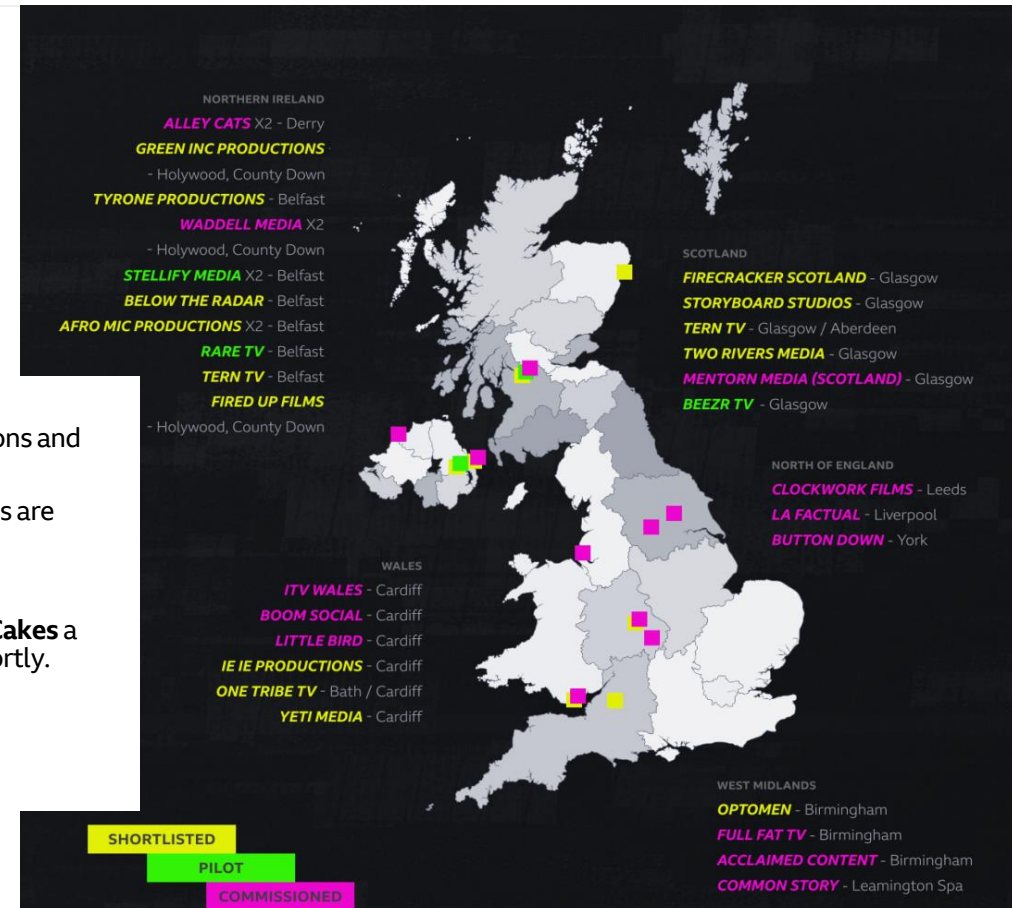 NORTHERN IRELAND
ALLEY CATS X2 - Derry
GREEN INC PRODUCTIONS
- Holywood, County Down
TYRONE PRODUCTIONS - Belfast
WADDELL MEDIA X2
- Holywood, County Down
STELLIFY MEDIA X2 - Belfast
BELOW THE RADAR - Belfast
AFRO MIC PRODUCTIONS X2 - Belfast
RARE TV - Belfast
TERN TV - Belfast
FIRED UP FILMS
- Holywood, County Down
SCOTLAND
FIRECRACKER SCOTLAND - Glasgow
STORYBOARD STUDIOS - Glasgow
TERN TV - Glasgow / Aberdeen
TWO RIVERS MEDIA - Glasgow
MENTORN MEDIA (SCOTLAND) - Glasgow
BEEZR TV - Glasgow
ons and
s are
Cakes a
rtly.
NORTH OF ENGLAND
CLOCKWORK FILMS - Leeds
LA FACTUAL - Liverpool
BUTTON DOWN - York
WALES
ITV WALES - Cardiff
BOOM SOCIAL - Cardiff
LITTLE BIRD - Cardiff
IE IE PRODUCTIONS - Cardiff
ONE TRIBE TV - Bath / Cardiff
YETI MEDIA - Cardiff
WEST MIDLANDS
OPTOMEN - Birmingham
FULL FAT TV - Birmingham
ACCLAIMED CONTENT - Birmingham
COMMON STORY - Leamington Spa
SHORTLISTED
PILOT
COMMISSIONED